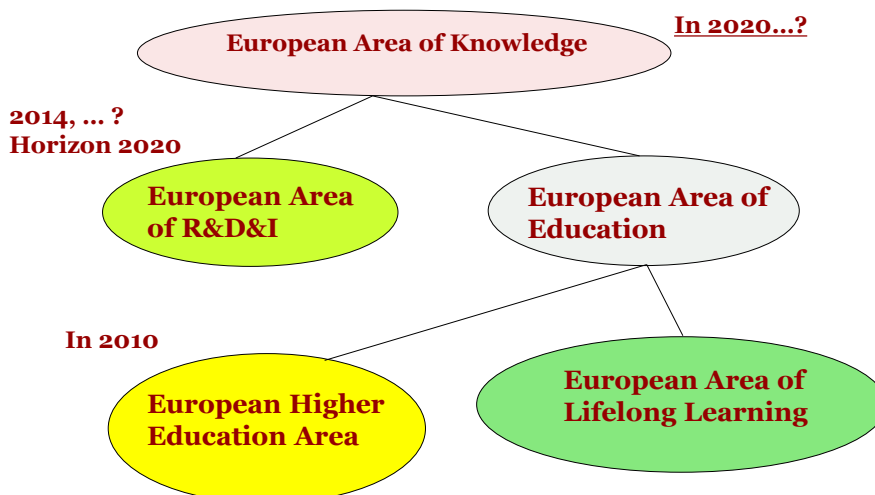 European Area of Knowledge
In 2020...?
2014, ... ?
Horizon 2020
European Area
of R&D&I
European Area of
Education
In 2010
European Higher
Education Area
European Area of
Lifelong Learning